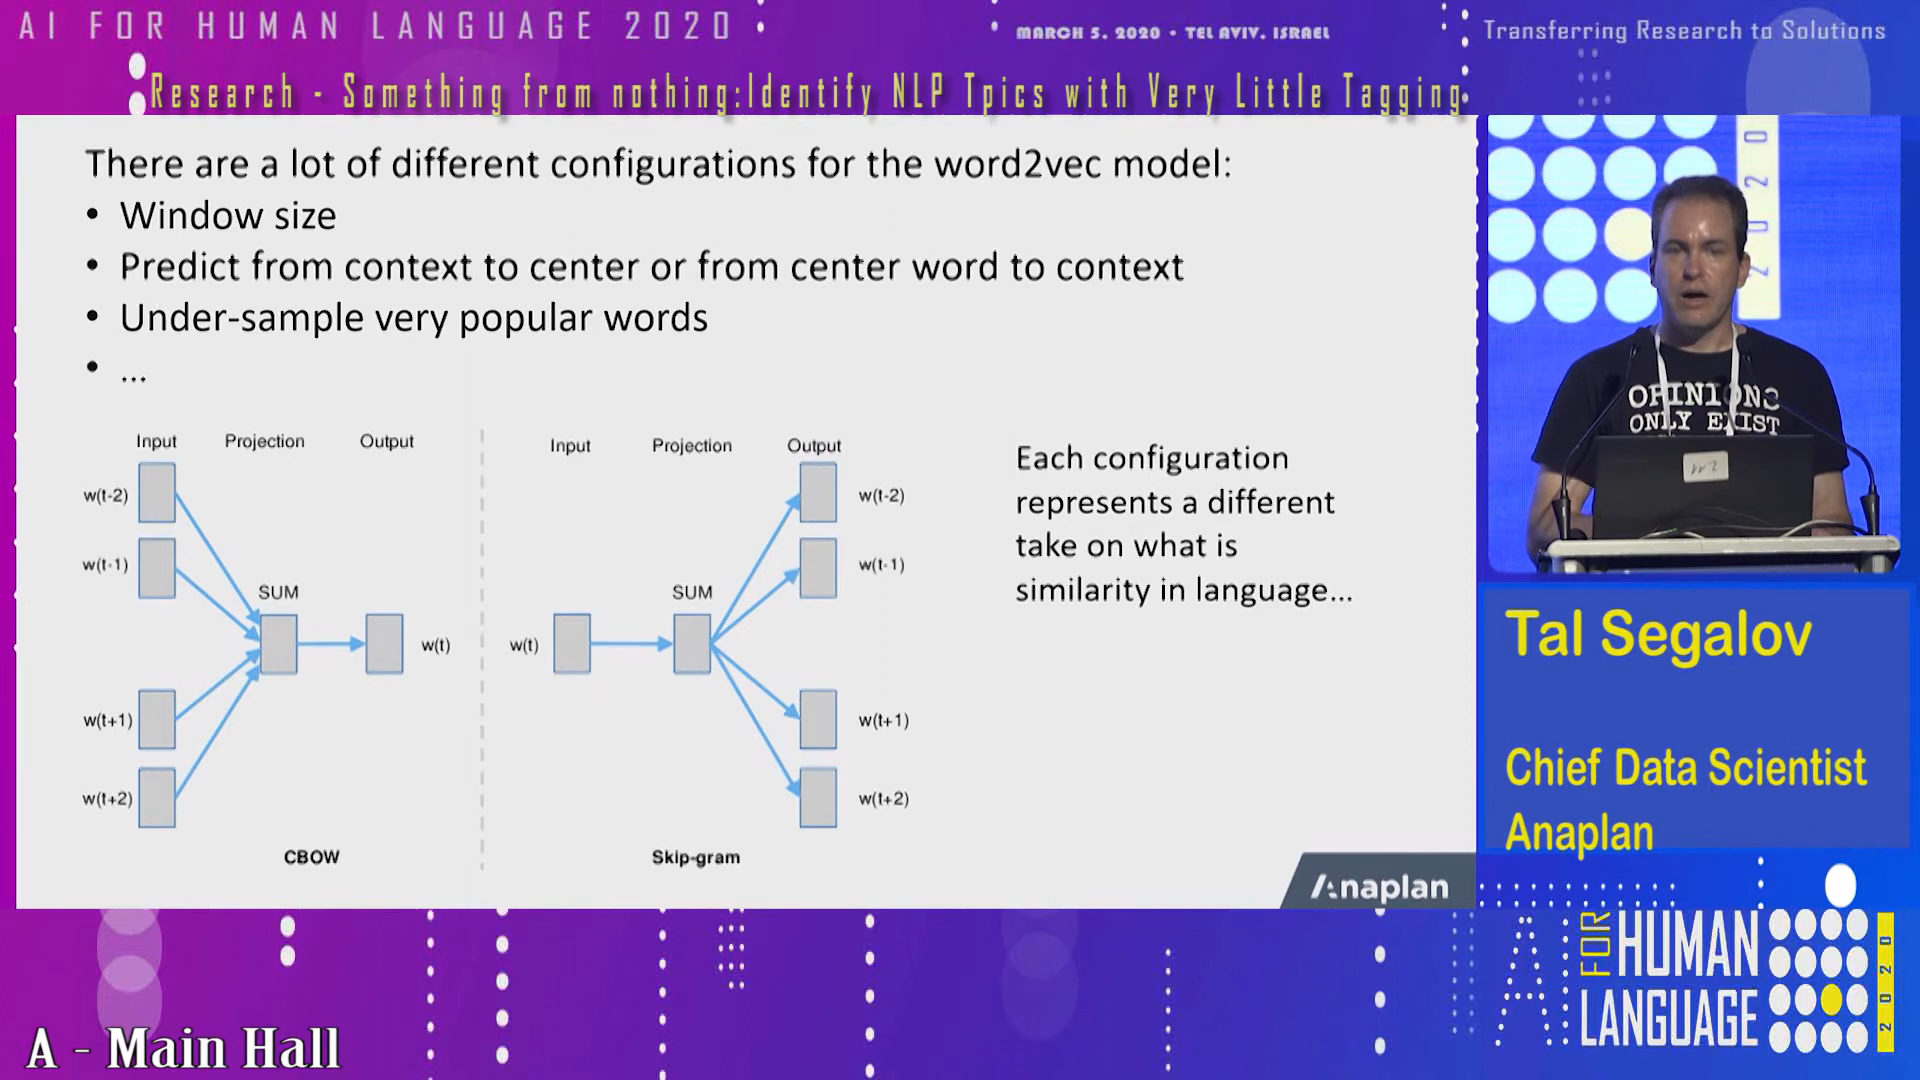 AI FOR HUMAN LANGUAGE 2020
MARCH 5, 2020 • TEL AVIV, ISRAEL
Transferring Research to Solutions
Research - Something from nothing:Identify NLP Tpics with Very Little Tagging
There are a lot of different configurations for the word2vec model:
• Window size
• Predict from context to center or from center word to context
• Under-sample very popular words
• ...
Input Projection Output
w(t-2)
w(t-1)
SUM
w(t)
w(t+1)
w(t+2)
CBOW
Input Projection Output
w(t-2)
w(t-1)
SUM
w(t)
w(t+1)
w(t+2)
Skip-gram
Each configuration
represents a different
take on what is
similarity in language...
Anaplan
2020
OPINIONS
ONLY EXIST
Tal Segalov
Chief Data Scientist
Anaplan
AI FOR HUMAN
LANGUAGE
2020
A - Main Hall